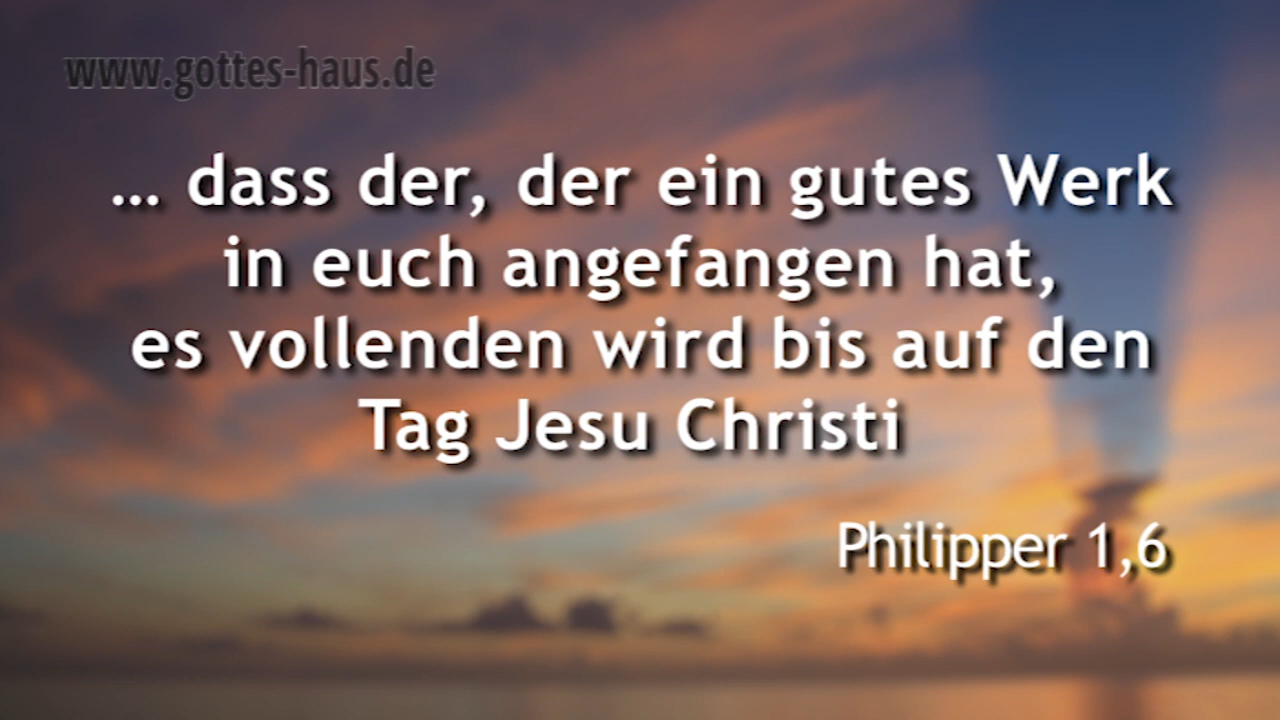 www.gottes-haus.de
... dass der, der ein gutes Werk
in euch angefangen hat,
es vollenden wird bis auf den
Tag Jesu Christi
Philipper 1,6